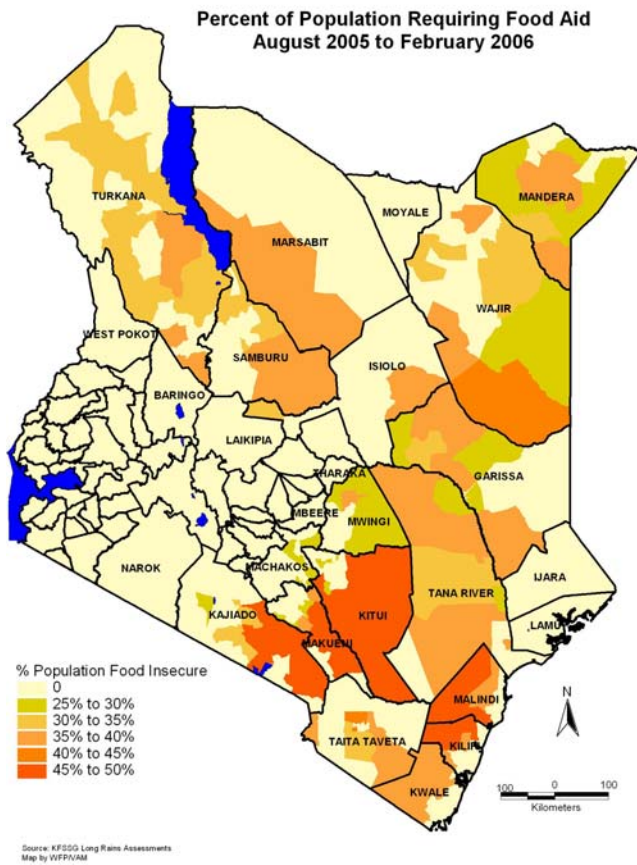 Percent of Population Requiring Food Aid
August 2005 to February 2006
TURKANA
MANDERA
MOYALE
MARSABIT
WAJIR
WEST POKOT
SAMBURU
ISIOLO
BARINGO
LAIKIPIA
GARISSA
THARAKA
MBEERE
MWINGI
NAROK
MACHAKOS
IJARA
KAJIADO
KITUI
TANA RIVER
LAMU
MAKUENI
% Population Food Insecure
0
25% to 30%
30% to 35%
35% to 40%
40% to 45%
45% to 50%
MALINDI
N
TAITA TAVETA
KILIFI
KWALE
100 0 100
Kilometers
Source: KFSSG Long Rains Assessments
Map by WFP/VAM